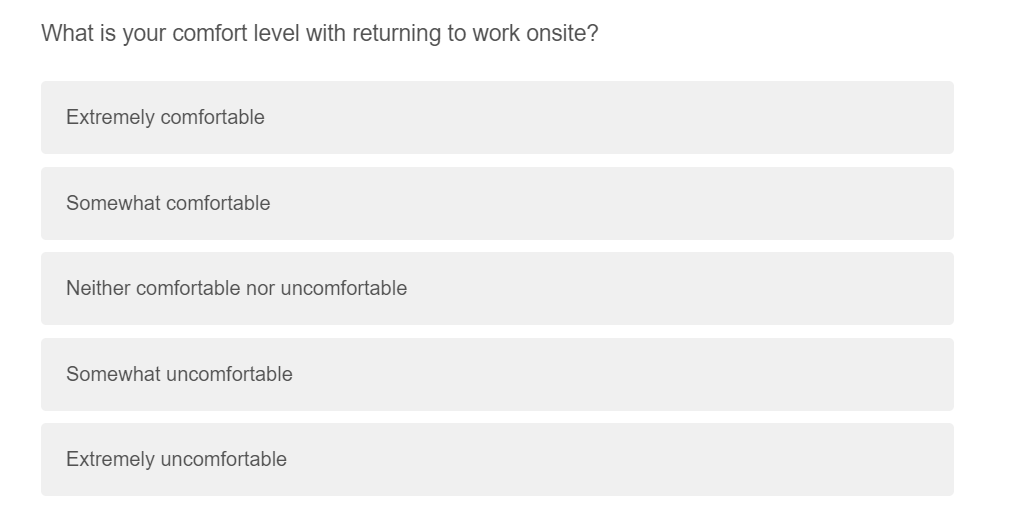 What is your comfort level with returning to work onsite?
Extremely comfortable
Somewhat comfortable
Neither comfortable nor uncomfortable
Somewhat uncomfortable
Extremely uncomfortable